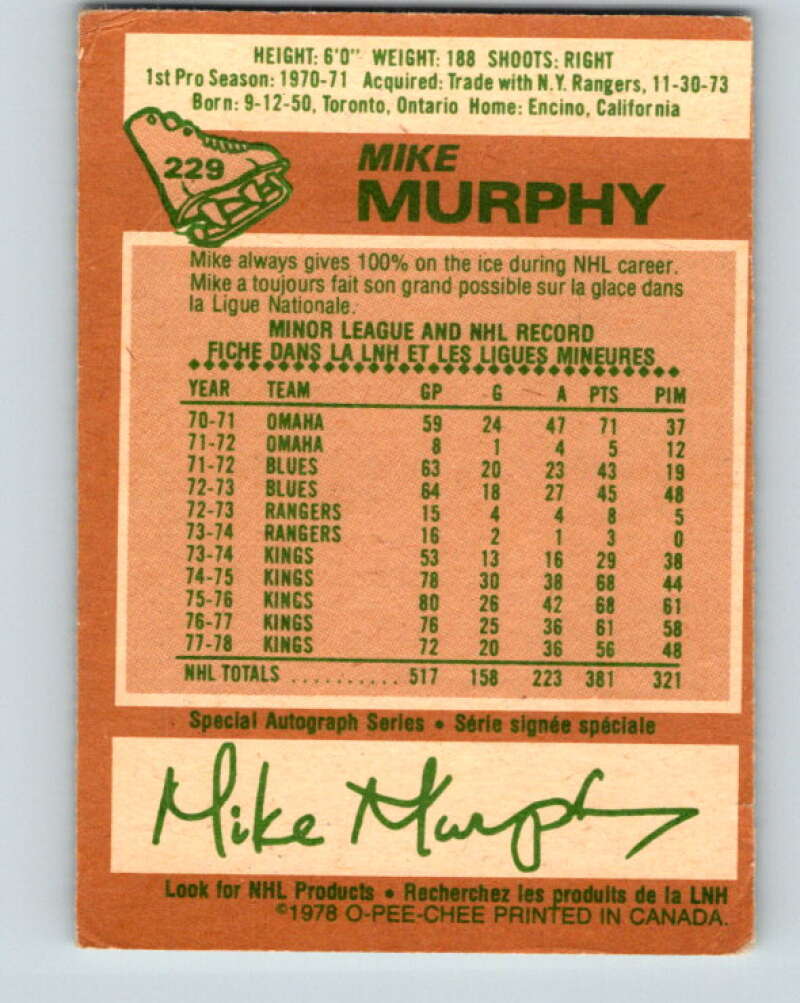 HEIGHT: 6'0" WEIGHT: 188 SHOOTS: RIGHT
1st Pro Season: 1970-71 Acquired: Trade with N.Y. Rangers, 11-30-73
Born: 9-12-50, Toronto, Ontario Home: Encino, California
229
MIKE
MURPHY
Mike always gives 100% on the ice during NHL career.
Mike a toujours fait son grand possible sur la glace dans
la Ligue Nationale.
MINOR LEAGUE AND NHL RECORD
FICHE DANS LA LNH ET LES LIGUES MINEURES
YEAR TEAM GP G A PTS PIM
70-71 OMAHA 59 24 47 71 37
71-72 OMAHA 8 1 4 5 12
71-72 BLUES 63 20 23 43 19
72-73 BLUES 64 18 27 45 48
72-73 RANGERS 15 4 4 8 5
73-74 RANGERS 16 2 1 3 0
73-74 KINGS 53 13 16 29 38
74-75 KINGS 78 30 38 68 44
75-76 KINGS 80 26 42 68 61
76-77 KINGS 76 25 36 61 58
77-78 KINGS 72 20 36 56 48
NHL TOTALS .......... 517 158 223 381 321
Special Autograph Series • Série signée spéciale
Mike Murphy
Look for NHL Products • Recherchez les produits de la LNH
©1978 O-PEE-CHEE PRINTED IN CANADA.